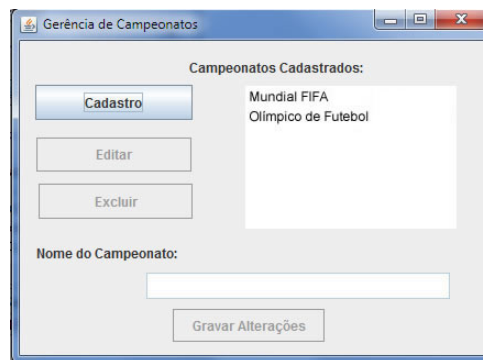 Gerência de Campeonatos
Campeonatos Cadastrados:
Cadastro
Mundial FIFA
Olímpico de Futebol
Editar
Excluir
Nome do Campeonato:
Gravar Alterações